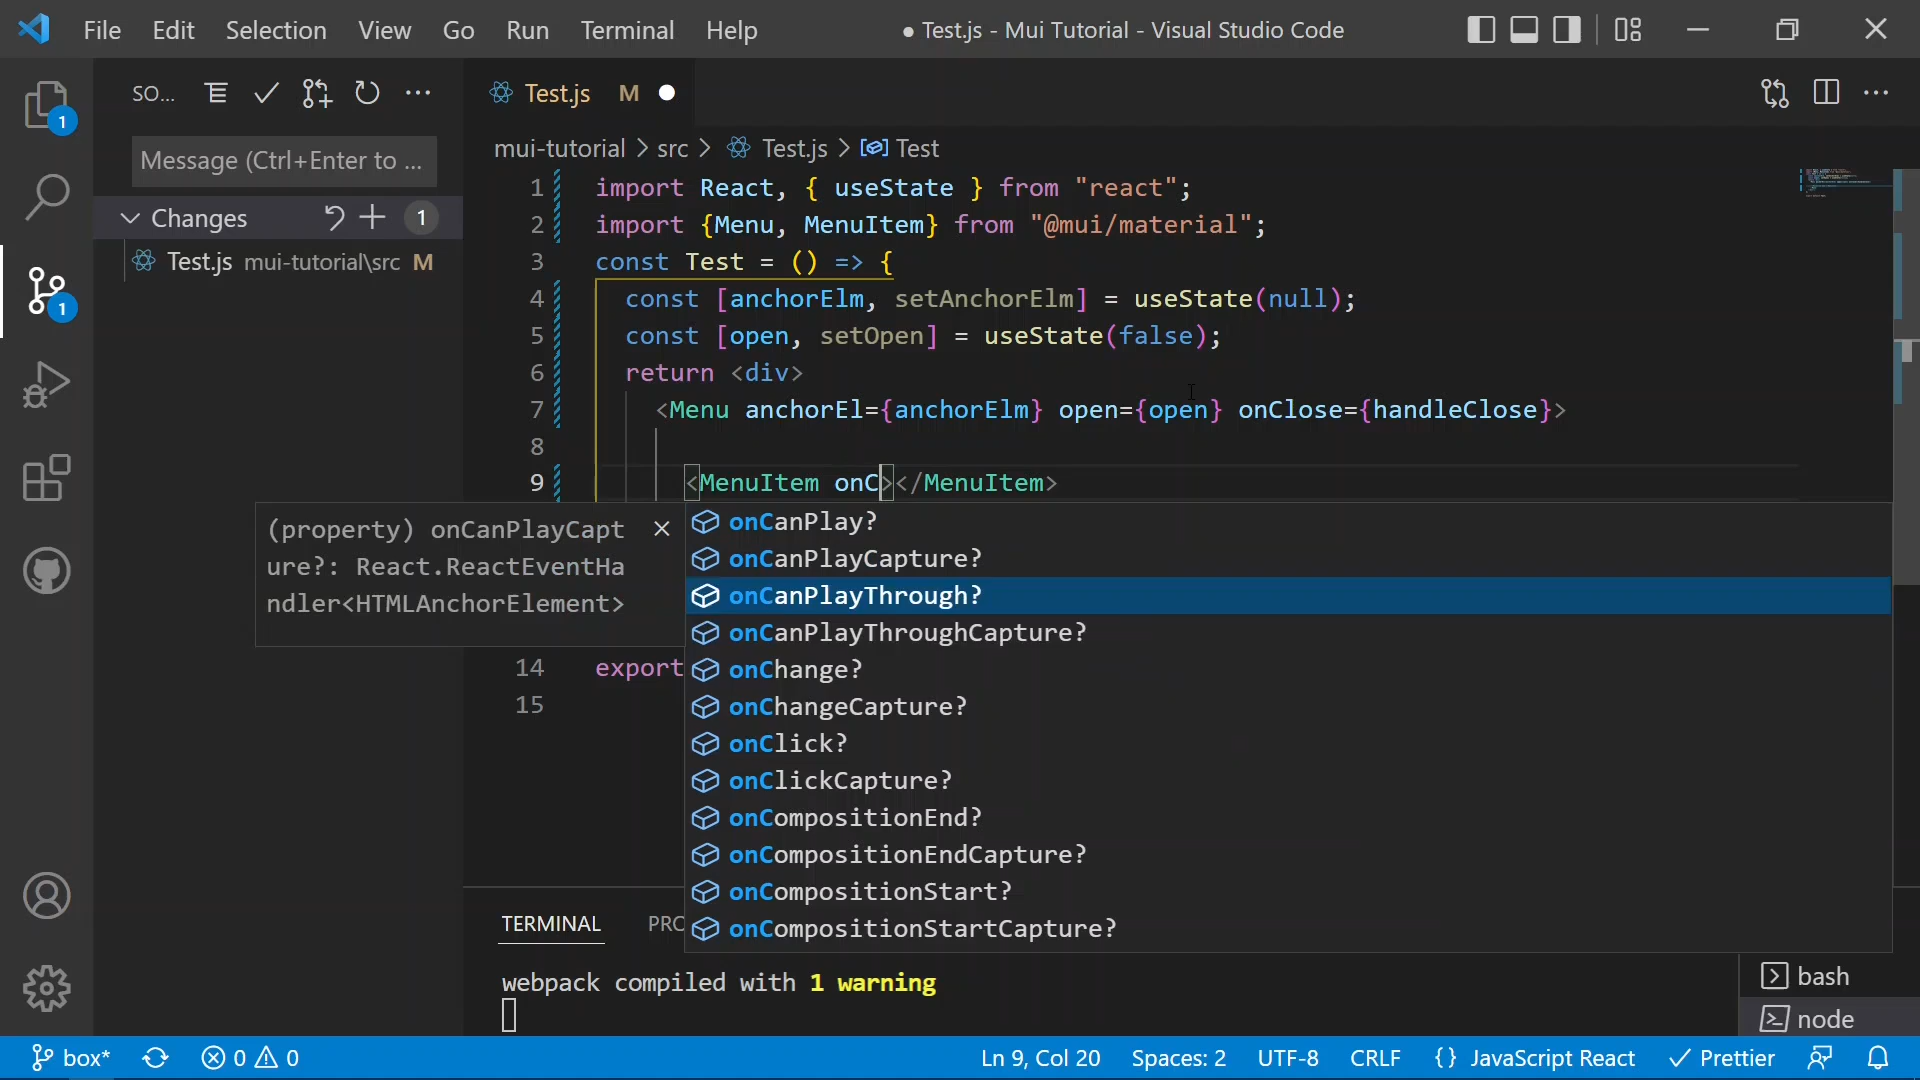 File Edit Selection View Go Run Terminal Help
● Test.js - Mui Tutorial - Visual Studio Code
SO...
Test.js M
1
Message (Ctrl+Enter to ...
Changes 1
Test.js mui-tutorial\src M
1
mui-tutorial > src > Test.js > Test
1 import React, { useState } from "react";
2 import {Menu, MenuItem} from "@mui/material";
3 const Test = () => {
4 const [anchorElm, setAnchorElm] = useState(null);
5 const [open, setOpen] = useState(false);
6 return <div>
7 <Menu anchorEl={anchorElm} open={open} onClose={handleClose}>
8
9 <MenuItem onC></MenuItem>
(property) onCanPlayCapt
ure?: React.ReactEventHa
ndler<HTMLAnchorElement>
onCanPlay?
onCanPlayCapture?
onCanPlayThrough?
onCanPlayThroughCapture?
onChange?
onChangeCapture?
onClick?
onClickCapture?
onCompositionEnd?
onCompositionEndCapture?
onCompositionStart?
onCompositionStartCapture?
14 export
15
TERMINAL PRO
webpack compiled with 1 warning
bash
node
box* 0 0
Ln 9, Col 20 Spaces: 2 UTF-8 CRLF {} JavaScript React Prettier